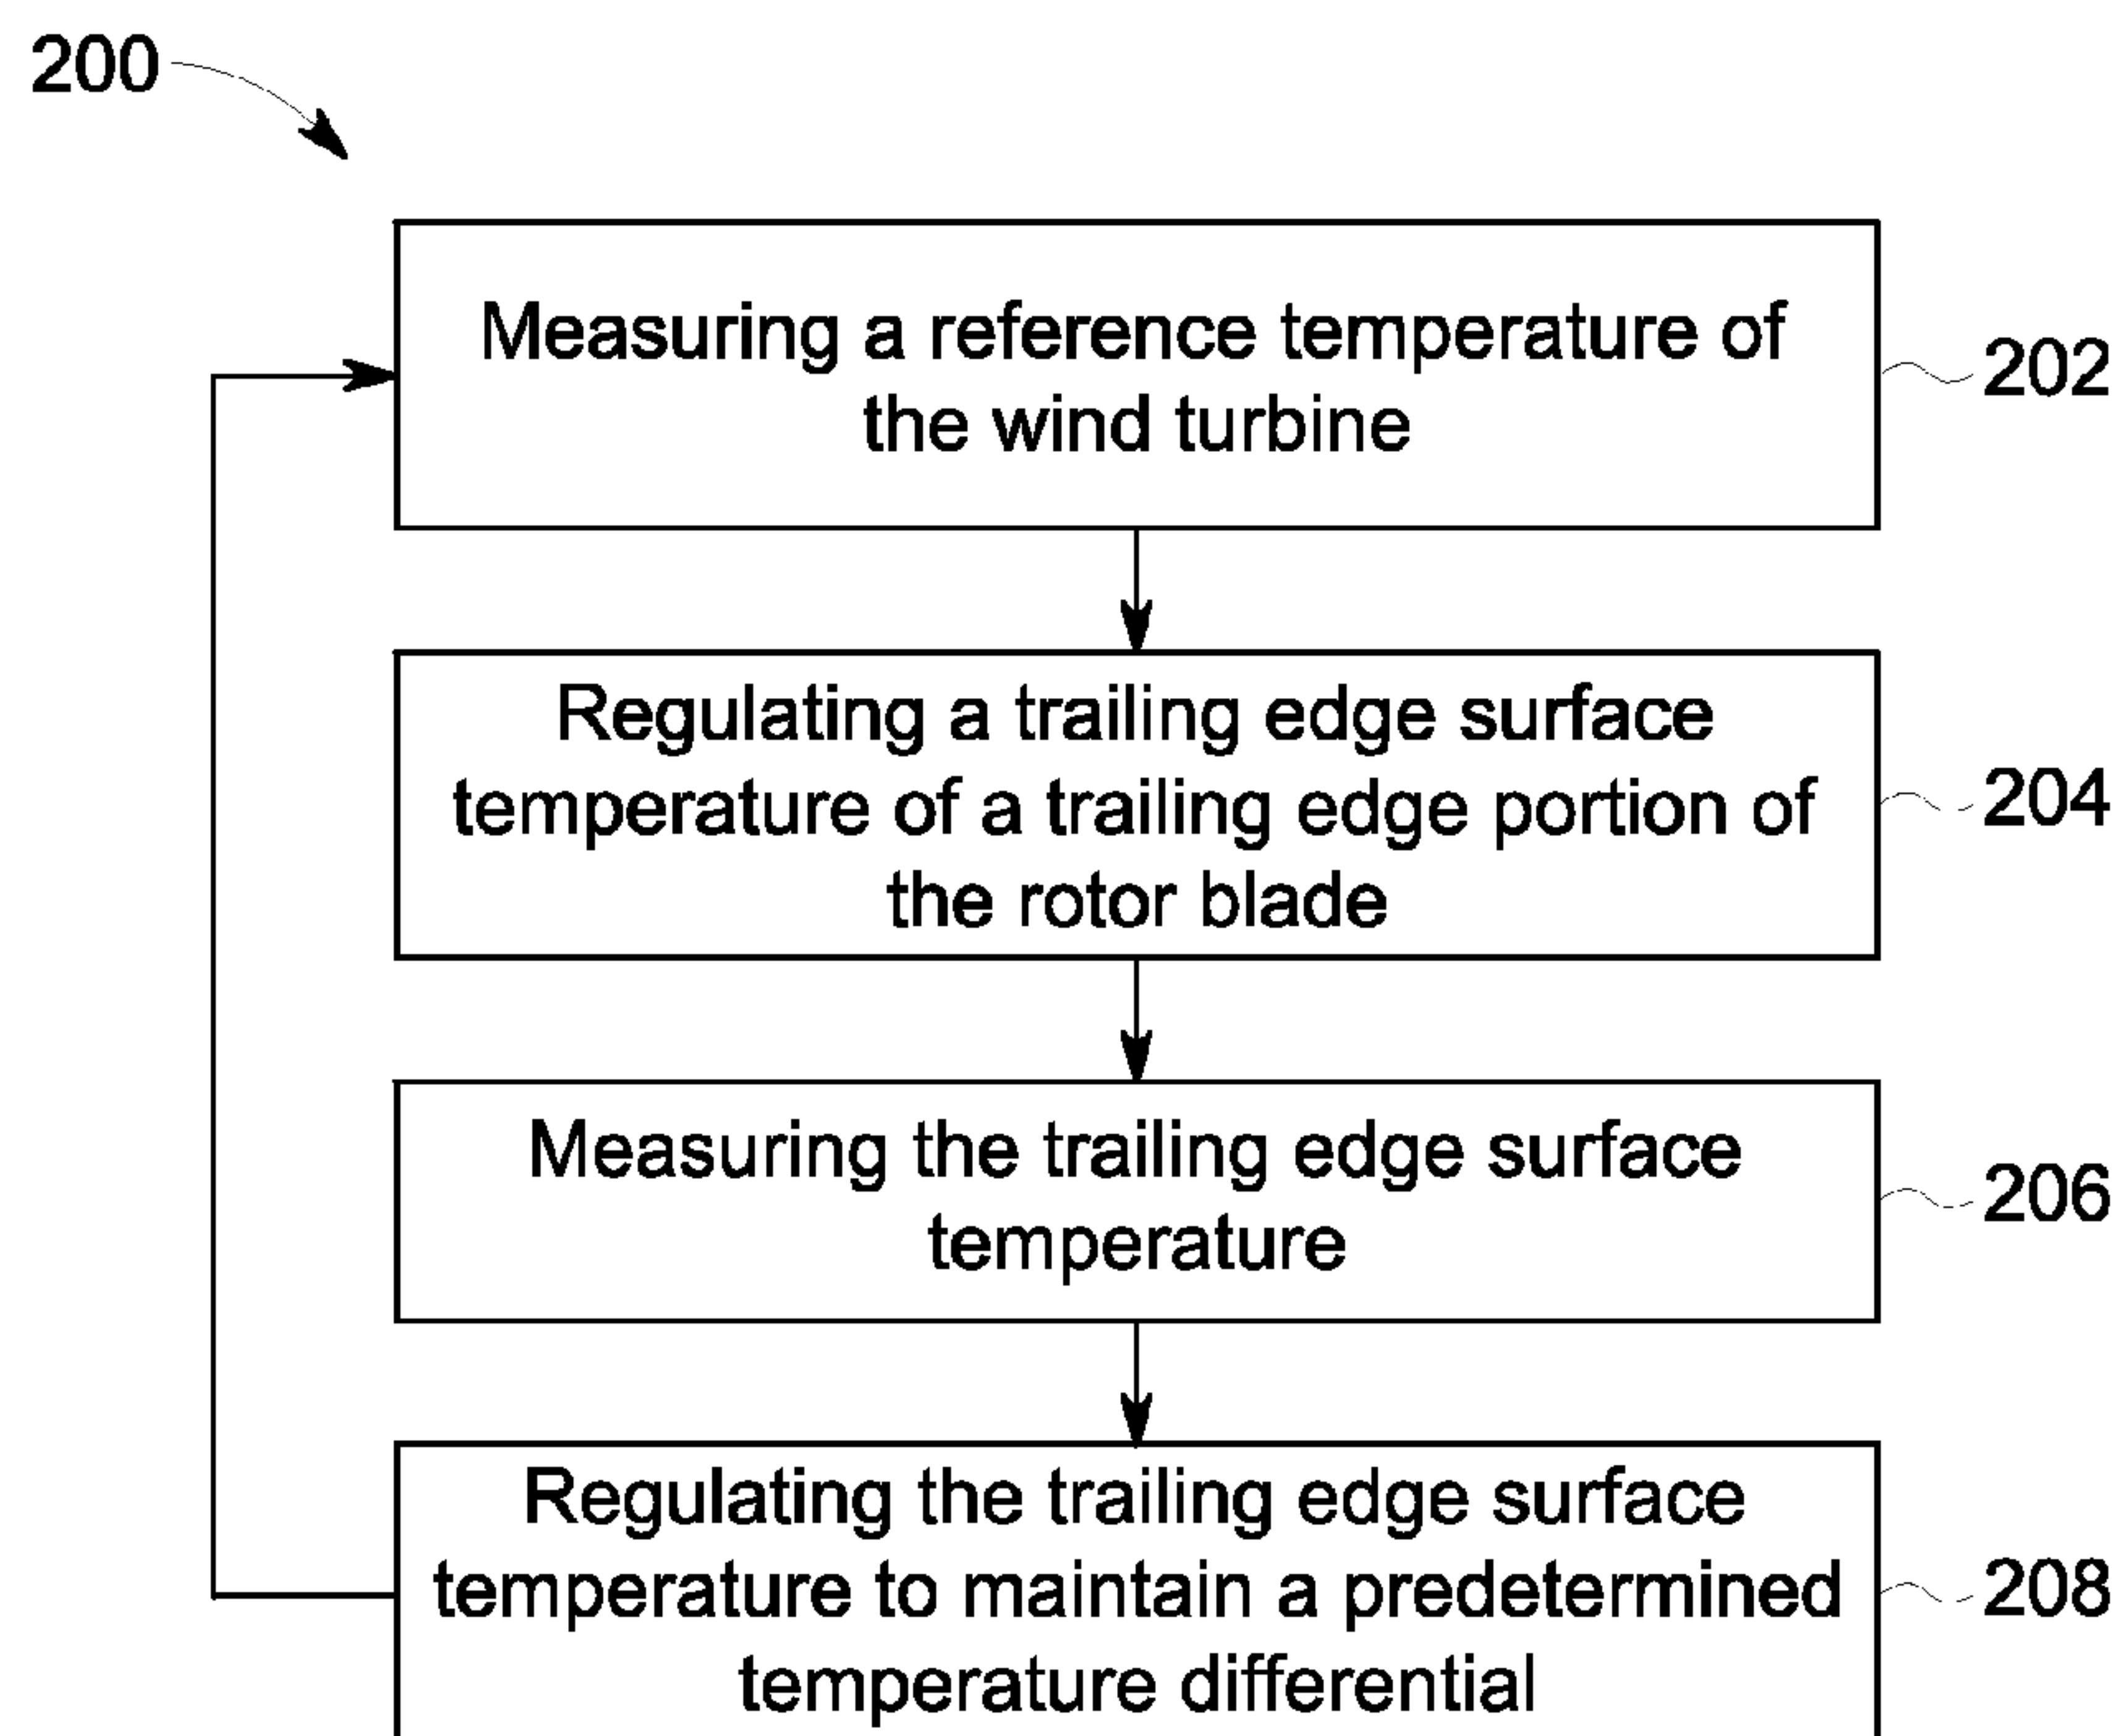 200
Measuring a reference temperature of
the wind turbine
202
Regulating a trailing edge surface
temperature of a trailing edge portion of
the rotor blade
204
Measuring the trailing edge surface
temperature
206
Regulating the trailing edge surface
temperature to maintain a predetermined
temperature differential
208